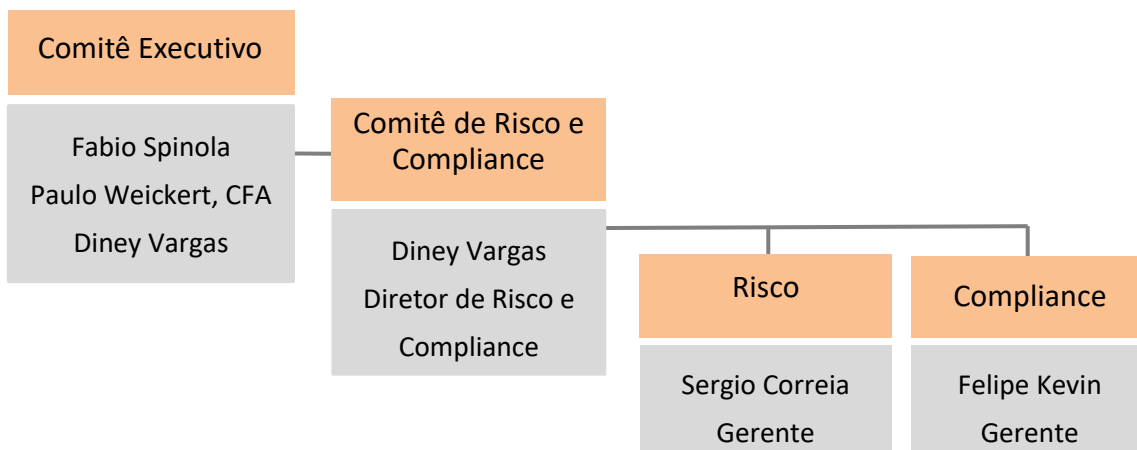 Comitê Executivo
Fabio Spinola
Paulo Weickert, CFA
Diney Vargas
Comitê de Risco e
Compliance
Diney Vargas
Diretor de Risco e
Compliance
Risco
Sergio Correia
Gerente
Compliance
Felipe Kevin
Gerente